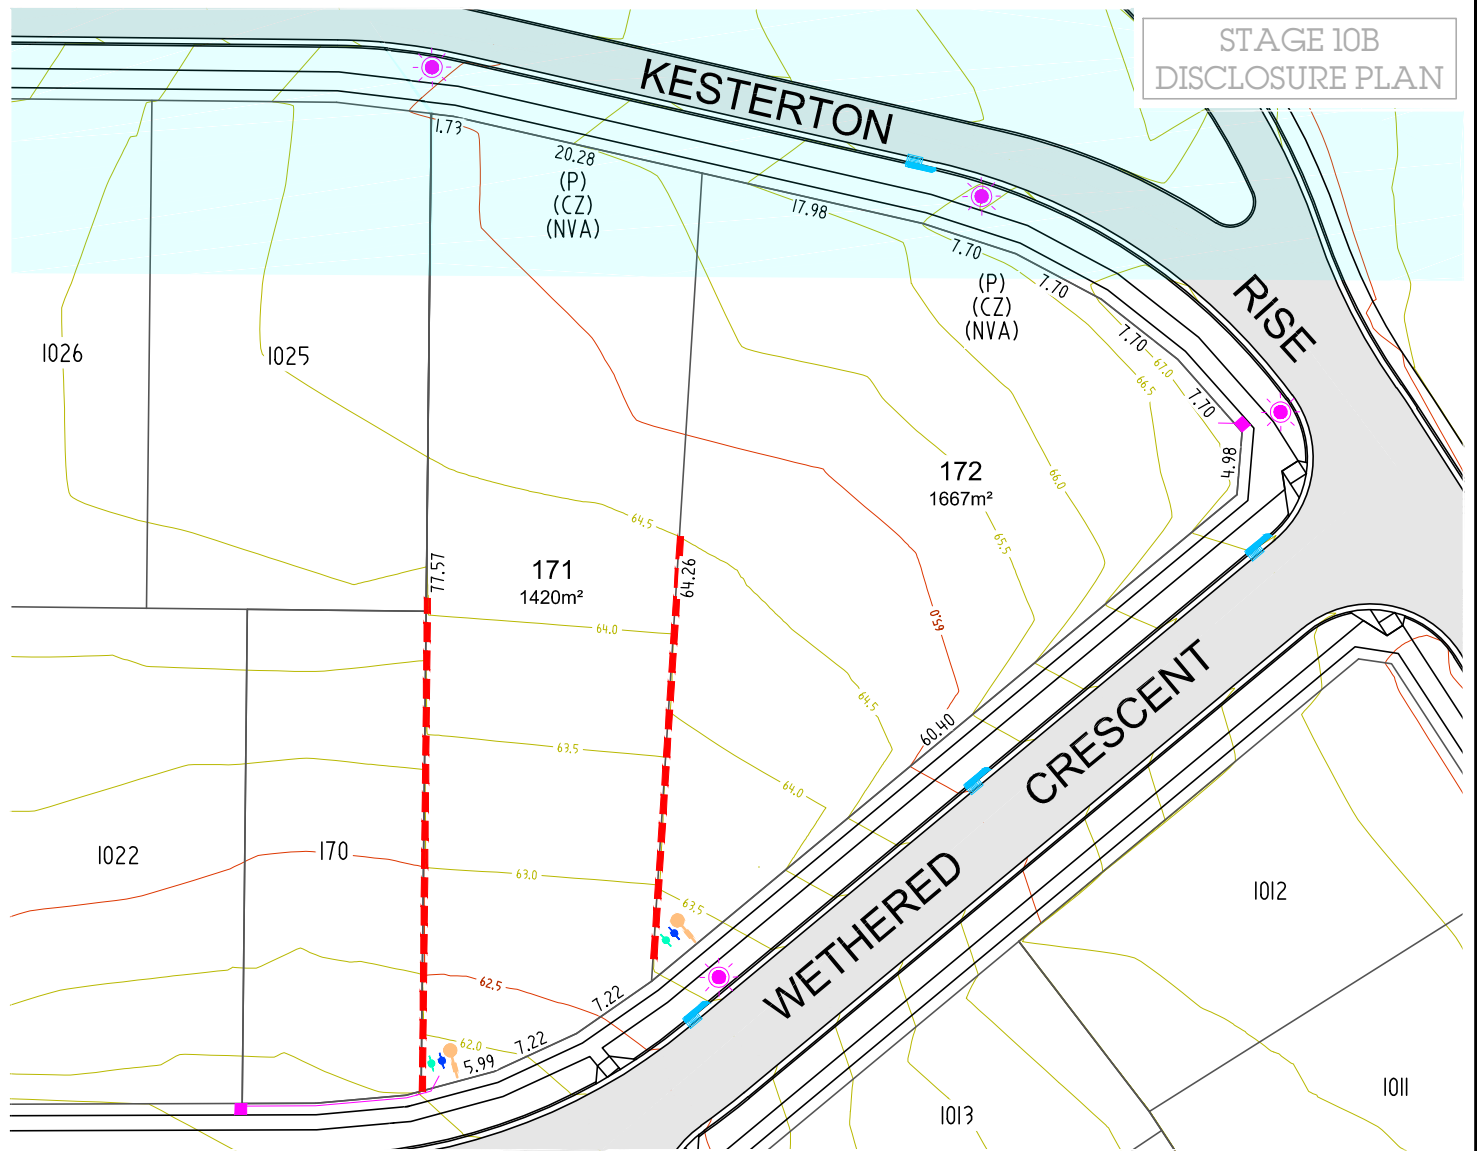 STAGE 10B
DISCLOSURE PLAN
KESTERTON
RISE
1.73
20.28
(P)
(CZ)
(NVA)
17.98
7.70
(P)
(CZ)
(NVA)
7.70
7.70
7.70
4.98
67.0
66.5
66.0
65.5
65.0
1026
1025
172
1667m²
64.5
77.57
171
1420m²
64.26
64.0
64.5
60.40
63.5
64.0
CRESCENT
WETHERED
1022
170
63.0
63.5
1012
62.5
7.22
7.22
62.0
5.99
1011
1013